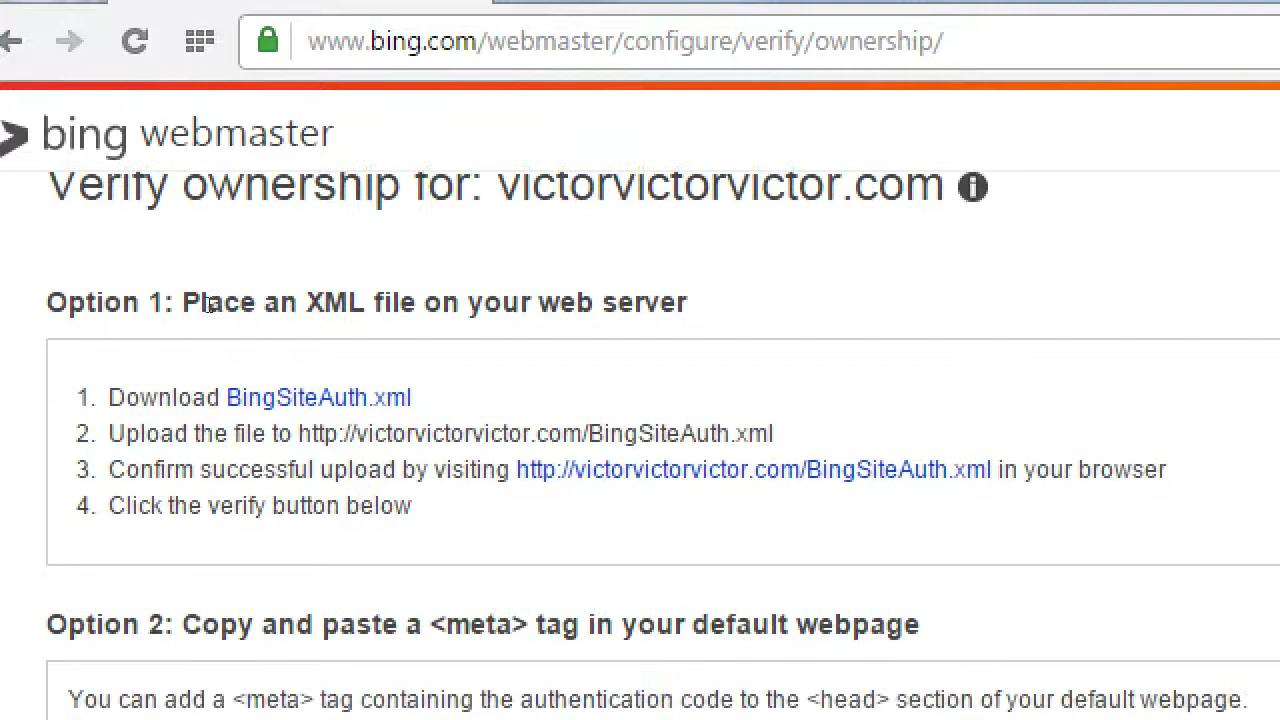 www.bing.com/webmaster/configure/verify/ownership/
bing webmaster
Verify ownership for: victorvictorvictor.com
Option 1: Place an XML file on your web server
1. Download BingSiteAuth.xml
2. Upload the file to http://victorvictorvictor.com/BingSiteAuth.xml
3. Confirm successful upload by visiting http://victorvictorvictor.com/BingSiteAuth.xml in your browser
4. Click the verify button below
Option 2: Copy and paste a <meta> tag in your default webpage
You can add a <meta> tag containing the authentication code to the <head> section of your default webpage.